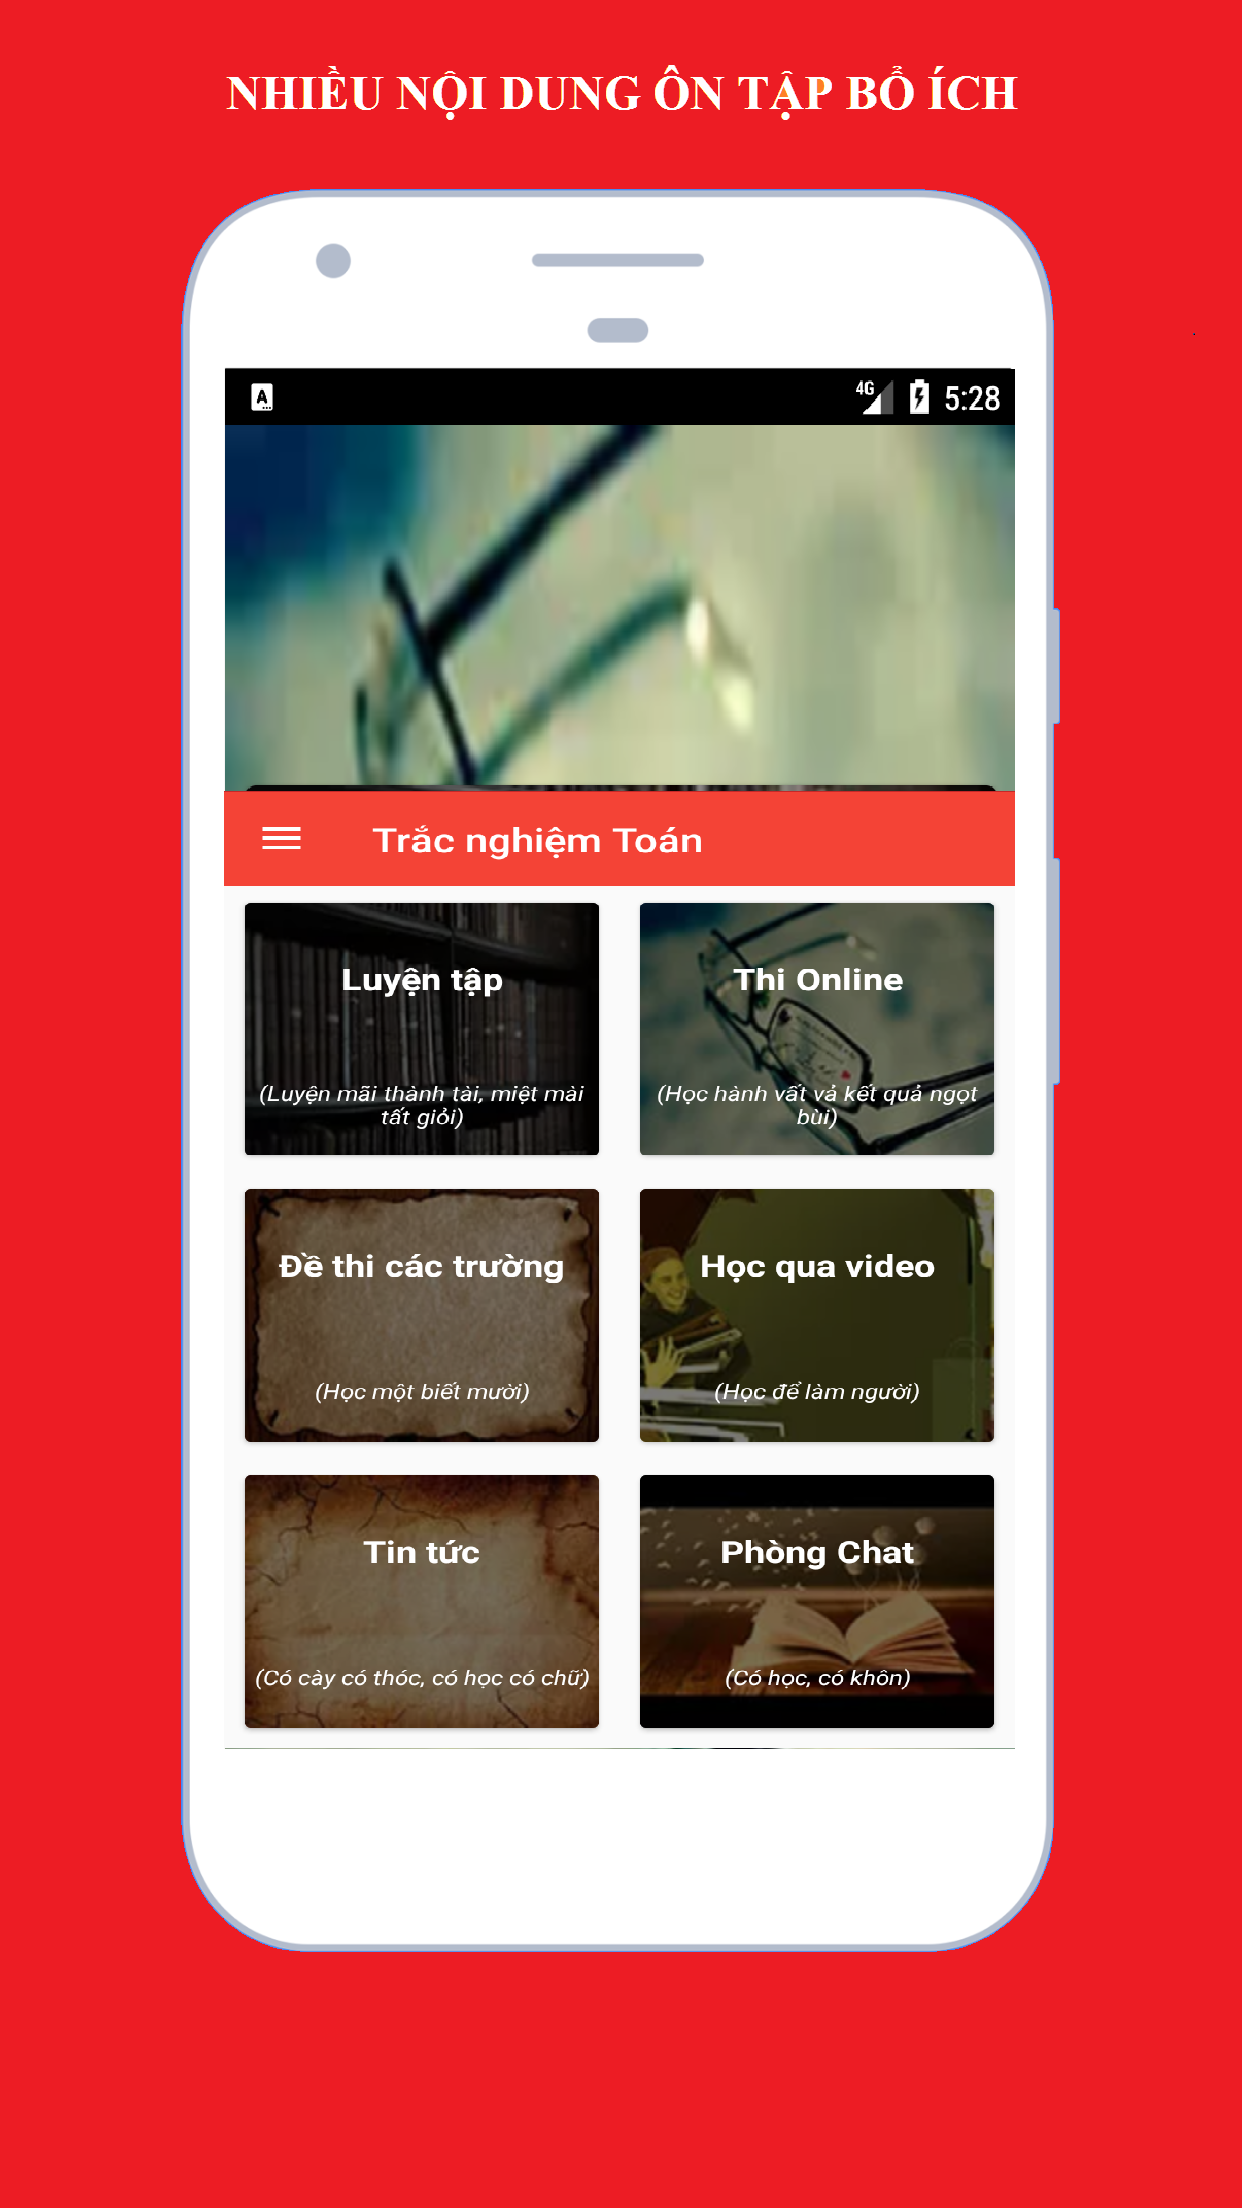 NHIỀU NỘI DUNG ÔN TẬP BỔ ÍCH
4G
5:28
Trắc nghiệm Toán
Luyện tập
(Luyện mãi thành tài, miệt mài
tất giỏi)
Thi Online
(Học hành vất vả kết quả ngọt
bùi)
Đề thi các trường
(Học một biết mười)
Học qua video
(Học để làm người)
Tin tức
(Có cày có thóc, có học có chữ)
Phòng Chat
(Có học, có khôn)